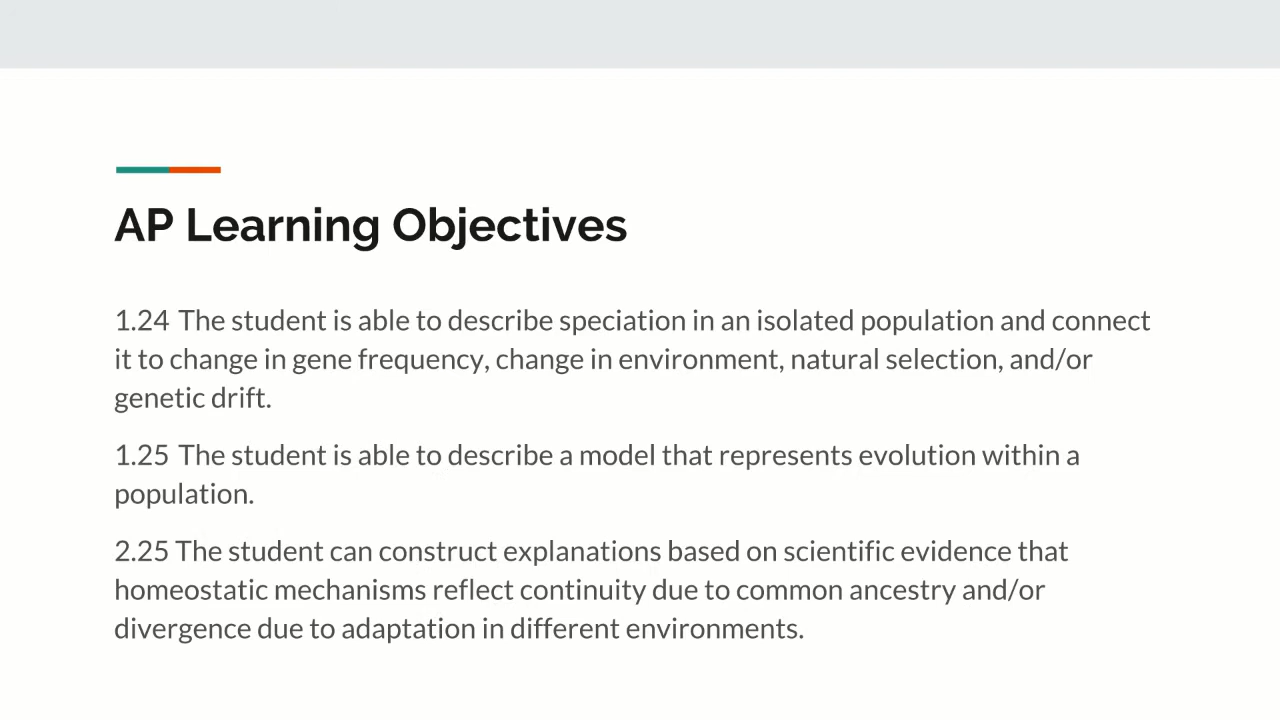 AP Learning Objectives
1.24 The student is able to describe speciation in an isolated population and connect
it to change in gene frequency, change in environment, natural selection, and/or
genetic drift.
1.25 The student is able to describe a model that represents evolution within a
population.
2.25 The student can construct explanations based on scientific evidence that
homeostatic mechanisms reflect continuity due to common ancestry and/or
divergence due to adaptation in different environments.